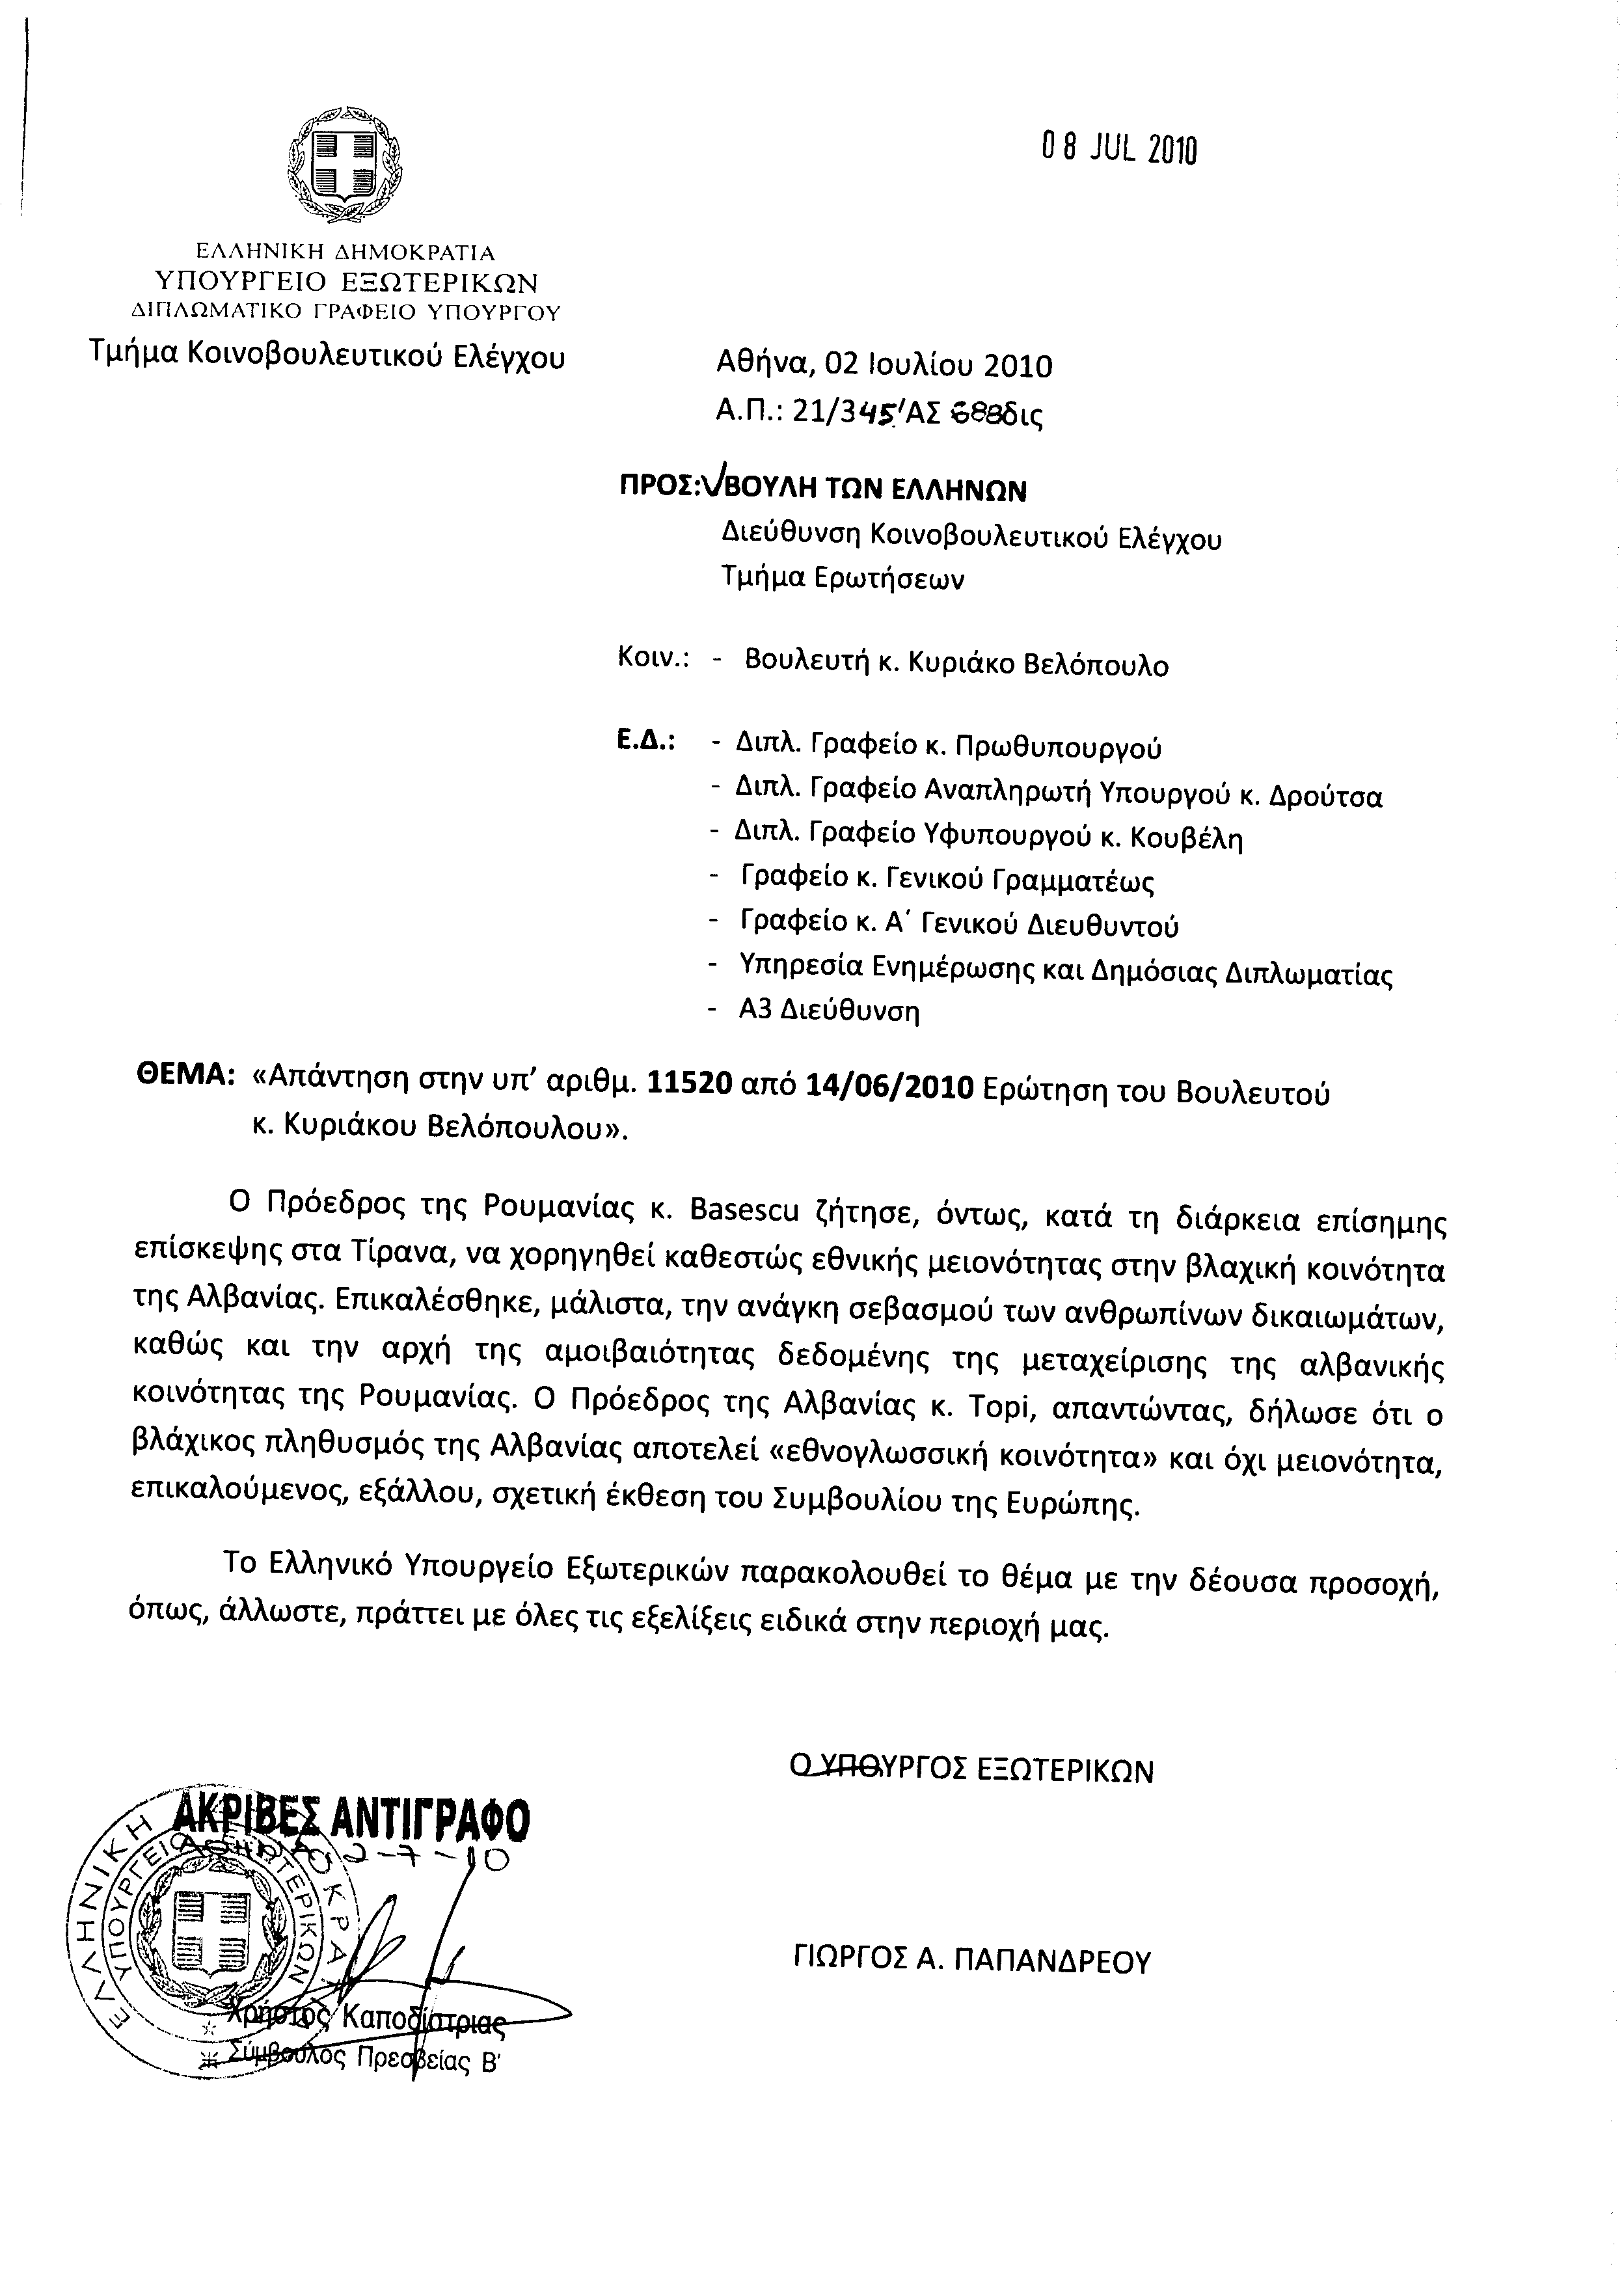 08 JUL 2010
ΕΛΛΗΝΙΚΗ ΔΗΜΟΚΡΑΤΙΑ
ΥΠΟΥΡΓΕΙΟ ΕΞΩΤΕΡΙΚΩΝ
ΔΙΠΛΩΜΑΤΙΚΟ ΓΡΑΦΕΙΟ ΥΠΟΥΡΓΟΥ
Τμήμα Κοινοβουλευτικού Ελέγχου
Αθήνα, 02 Ιουλίου 2010
Α.Π.: 21/345/ΑΣ 688δις
ΠΡΟΣ: ΒΟΥΛΗ ΤΩΝ ΕΛΛΗΝΩΝ
Διεύθυνση Κοινοβουλευτικού Ελέγχου
Τμήμα Ερωτήσεων
Κοιν.: - Βουλευτή κ. Κυριάκο Βελόπουλο
Ε.Δ.: - Διπλ. Γραφείο κ. Πρωθυπουργού
- Διπλ. Γραφείο Αναπληρωτή Υπουργού κ. Δρούτσα
- Διπλ. Γραφείο Υφυπουργού κ. Κουβέλη
- Γραφείο κ. Γενικού Γραμματέως
- Γραφείο κ. Α΄ Γενικού Διευθυντού
- Υπηρεσία Ενημέρωσης και Δημόσιας Διπλωματίας
- Α3 Διεύθυνση
ΘΕΜΑ: «Απάντηση στην υπ’ αριθμ. 11520 από 14/06/2010 Ερώτηση του Βουλευτού
κ. Κυριάκου Βελόπουλου».
Ο Πρόεδρος της Ρουμανίας κ. Basescu ζήτησε, όντως, κατά τη διάρκεια επίσημης
επίσκεψης στα Τίρανα, να χορηγηθεί καθεστώς εθνικής μειονότητας στην βλαχική κοινότητα
της Αλβανίας. Επικαλέσθηκε, μάλιστα, την ανάγκη σεβασμού των ανθρωπίνων δικαιωμάτων,
καθώς και την αρχή της αμοιβαιότητας δεδομένης της μεταχείρισης της αλβανικής
κοινότητας της Ρουμανίας. Ο Πρόεδρος της Αλβανίας κ. Topi, απαντώντας, δήλωσε ότι ο
βλάχικος πληθυσμός της Αλβανίας αποτελεί «εθνογλωσσική κοινότητα» και όχι μειονότητα,
επικαλούμενος, εξάλλου, σχετική έκθεση του Συμβουλίου της Ευρώπης.
Το Ελληνικό Υπουργείο Εξωτερικών παρακολουθεί το θέμα με την δέουσα προσοχή,
όπως, άλλωστε, πράττει με όλες τις εξελίξεις ειδικά στην περιοχή μας.
Ο ΥΠΟΥΡΓΟΣ ΕΞΩΤΕΡΙΚΩΝ
ΑΚΡΙΒΕΣ ΑΝΤΙΓΡΑΦΟ
ΑΘΗΝΑ, 2-7-10
ΕΛΛΗΝΙΚΗ
ΥΠΟΥΡΓΕΙΟ ΕΞΩΤΕΡΙΚΩΝ
ΓΙΩΡΓΟΣ Α. ΠΑΠΑΝΔΡΕΟΥ
Χρήστος Καποδίστριας
Σύμβουλος Πρεσβείας Β'